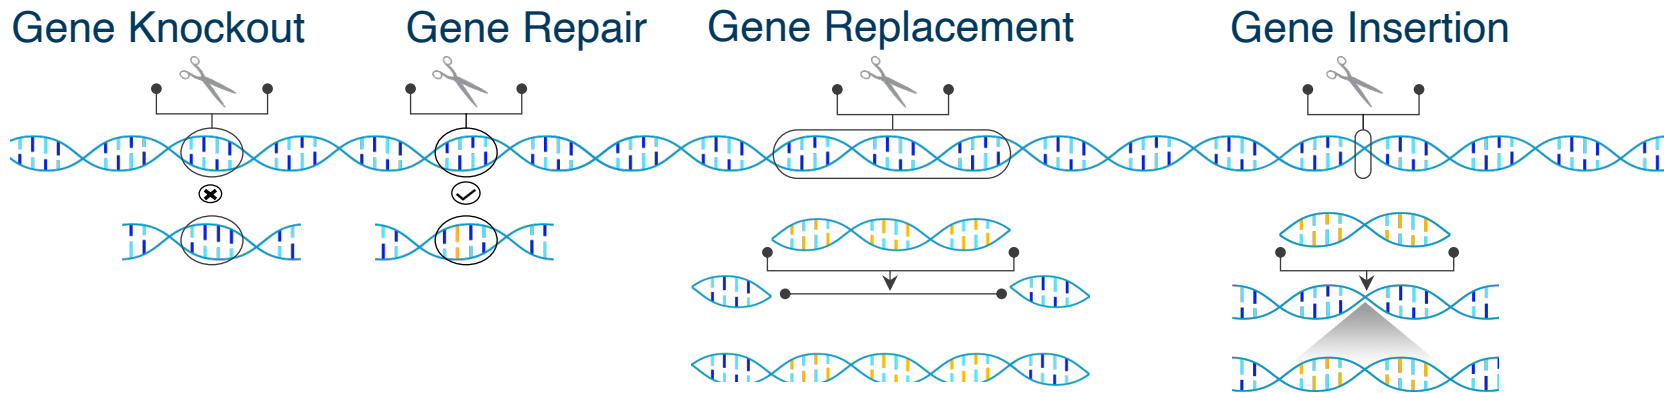 Gene Knockout
Gene Repair
Gene Replacement
Gene Insertion